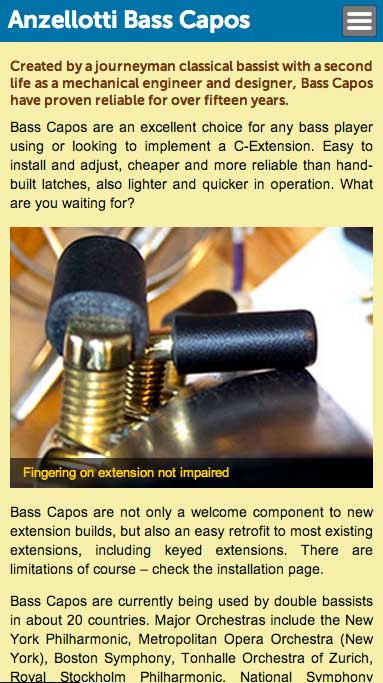 Anzellotti Bass Capos
Created by a journeyman classical bassist with a second
life as a mechanical engineer and designer, Bass Capos
have proven reliable for over fifteen years.
Bass Capos are an excellent choice for any bass player
using or looking to implement a C-Extension. Easy to
install and adjust, cheaper and more reliable than hand-
built latches, also lighter and quicker in operation. What
are you waiting for?
Fingering on extension not impaired
Bass Capos are not only a welcome component to new
extension builds, but also an easy retrofit to most existing
extensions, including keyed extensions. There are
limitations of course – check the installation page.
Bass Capos are currently being used by double bassists
in about 20 countries. Major Orchestras include the New
York Philharmonic, Metropolitan Opera Orchestra (New
York), Boston Symphony, Tonhalle Orchestra of Zurich,
Royal Stockholm Philharmonic, National Symphony